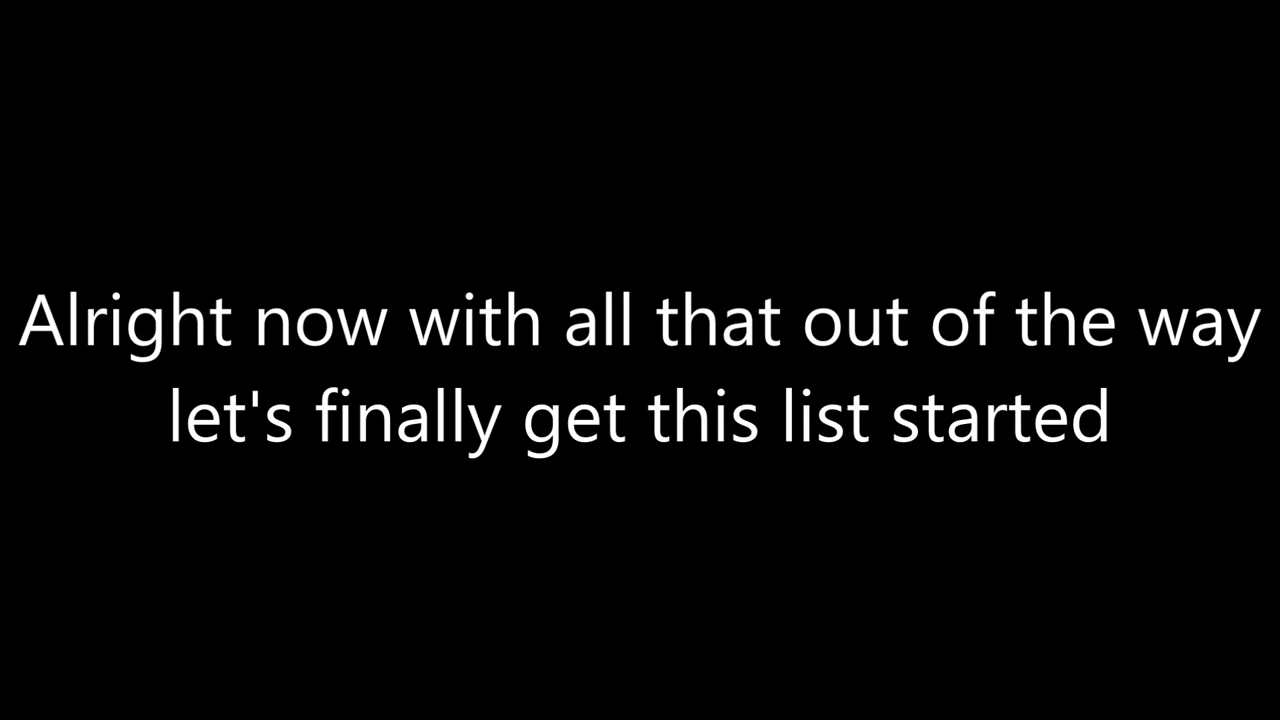 Alright now with all that out of the way
let's finally get this list started